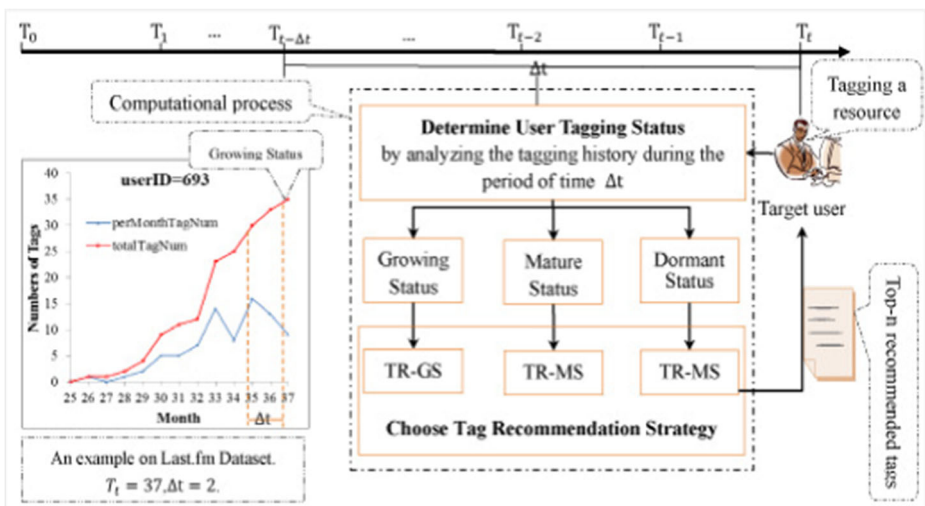 T0 T1 ... Tt−Δt ... Tt−2 Tt−1 Tt
Δt
Computational process
Tagging a
resource
Determine User Tagging Status
by analyzing the tagging history during the
period of time Δt
Target user
Growing Status
userID=693
perMonthTagNum
totalTagNum
Numbers of Tags
40
35
30
25
20
15
10
5
0
25 26 27 28 29 30 31 32 33 34 35 36 37
Month
Δt
An example on Last.fm Dataset.
Tt = 37,Δt = 2.
Growing
Status
Mature
Status
Dormant
Status
TR-GS
TR-MS
TR-MS
Choose Tag Recommendation Strategy
Top-n recommended tags